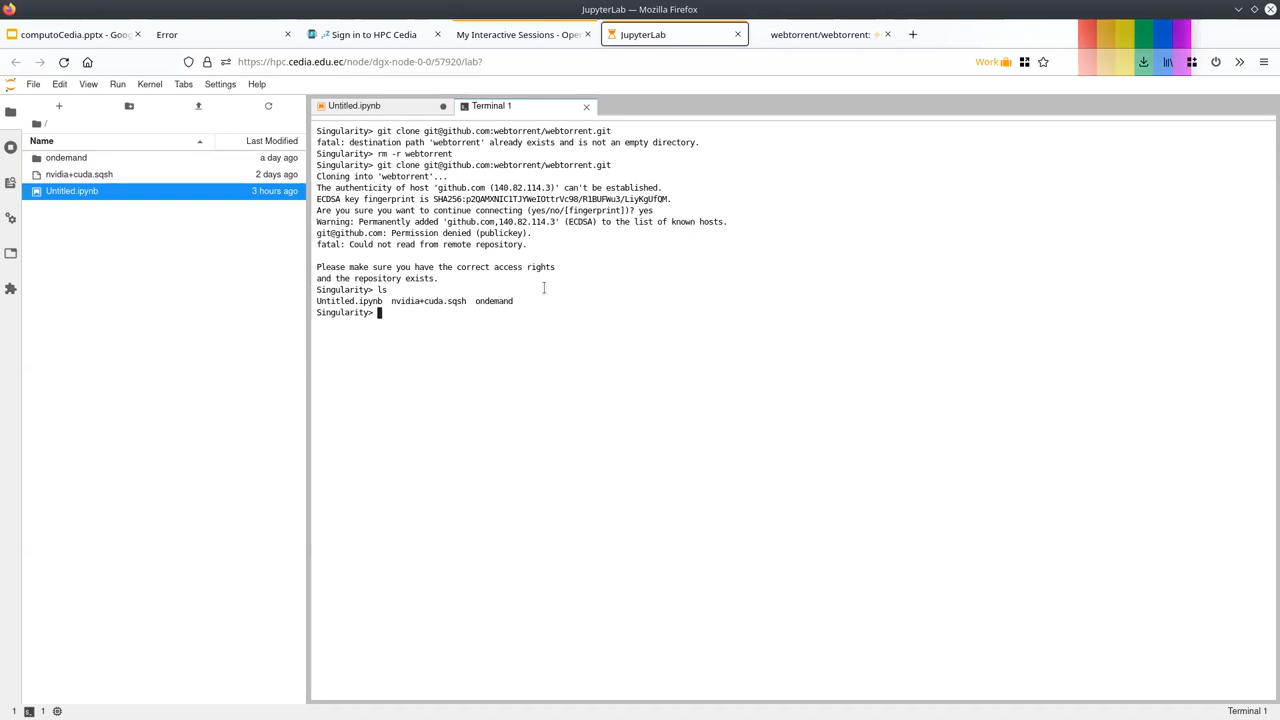 JupyterLab — Mozilla Firefox
computoCedia.pptx - Goog
Error
Sign in to HPC Cedia
My Interactive Sessions - Open
JupyterLab
webtorrent/webtorrent:
https://hpc.cedia.edu.ec/node/dgx-node-0-0/57920/lab?
Work
File Edit View Run Kernel Tabs Settings Help
Untitled.ipynb
Terminal 1
/
Name Last Modified
ondemand a day ago
nvidia+cuda.sqsh 2 days ago
Untitled.ipynb 3 hours ago
Singularity> git clone git@github.com:webtorrent/webtorrent.git
fatal: destination path 'webtorrent' already exists and is not an empty directory.
Singularity> rm -r webtorrent
Singularity> git clone git@github.com:webtorrent/webtorrent.git
Cloning into 'webtorrent'...
The authenticity of host 'github.com (140.82.114.3)' can't be established.
ECDSA key fingerprint is SHA256:p2QAMXNIC1TJYWeIOttrVc98/R1BUFWu3/LiyKgUfQM.
Are you sure you want to continue connecting (yes/no/[fingerprint])? yes
Warning: Permanently added 'github.com,140.82.114.3' (ECDSA) to the list of known hosts.
git@github.com: Permission denied (publickey).
fatal: Could not read from remote repository.
Please make sure you have the correct access rights
and the repository exists.
Singularity> ls
Untitled.ipynb nvidia+cuda.sqsh ondemand
Singularity>
1 1
Terminal 1